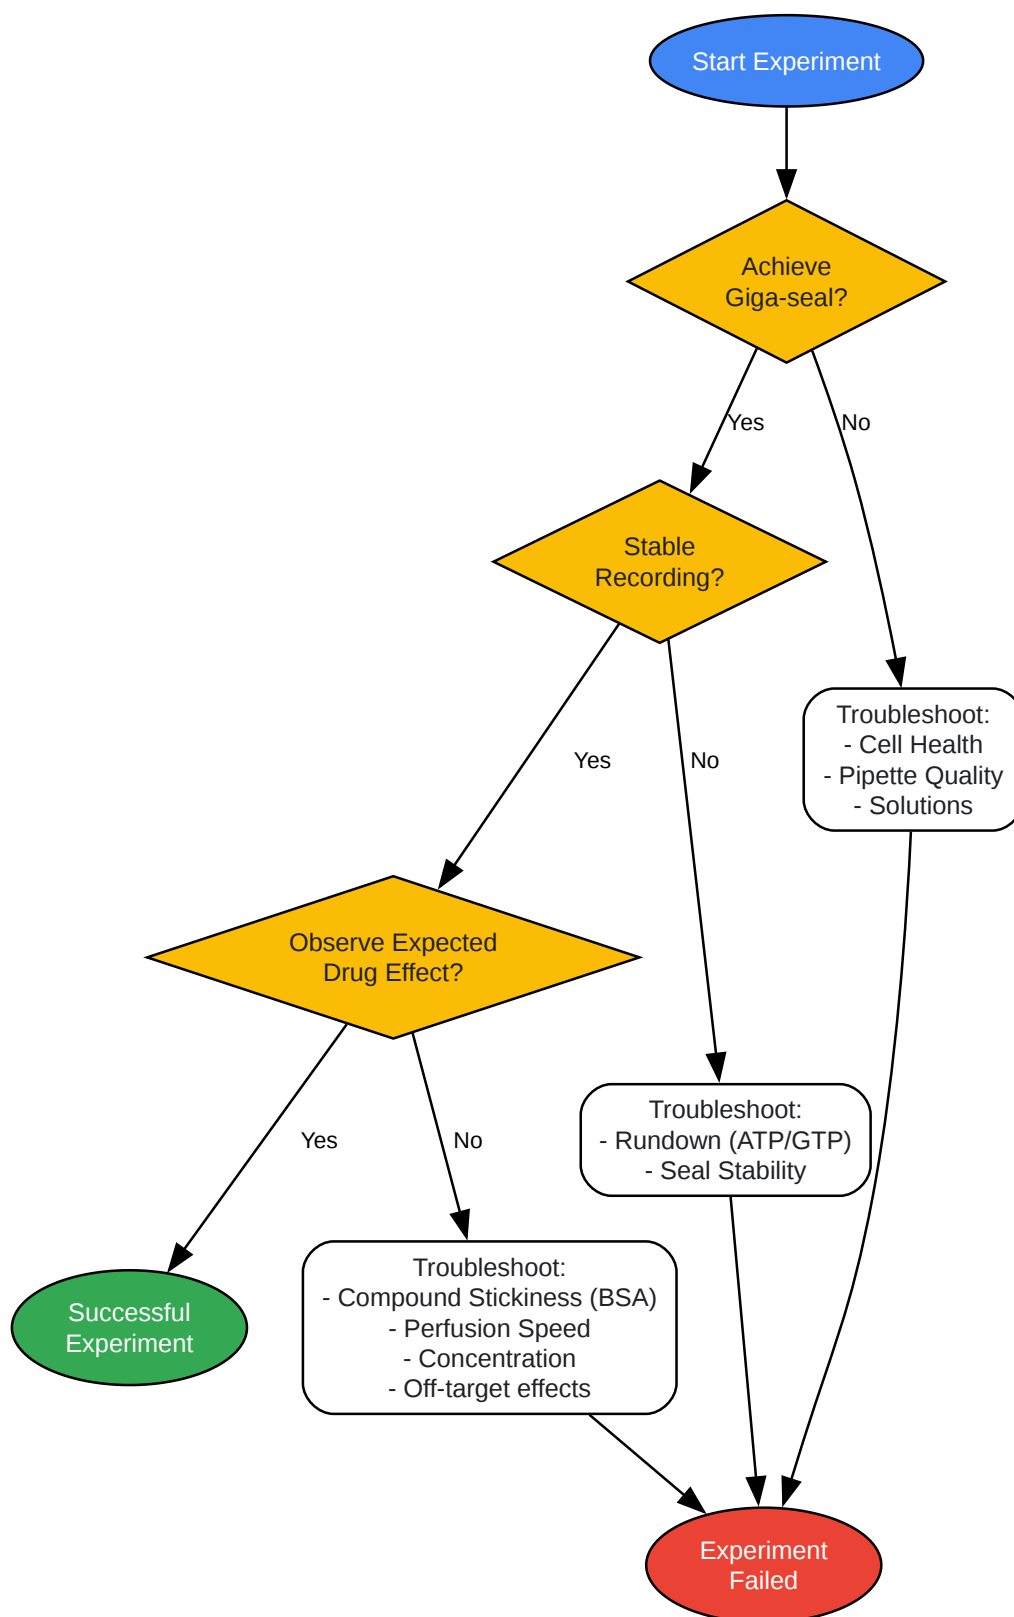 Start Experiment
Achieve
Giga-seal?
Yes
No
Stable
Recording?
Troubleshoot:
- Cell Health
- Pipette Quality
- Solutions
Yes
No
Observe Expected
Drug Effect?
Troubleshoot:
- Rundown (ATP/GTP)
- Seal Stability
Yes
No
Troubleshoot:
- Compound Stickiness (BSA)
- Perfusion Speed
- Concentration
- Off-target effects
Successful
Experiment
Experiment
Failed